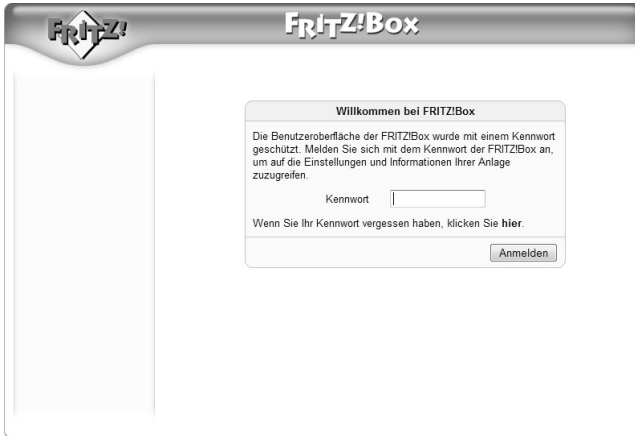 FRITZ!
FRITZ!Box
Willkommen bei FRITZ!Box
Die Benutzeroberfläche der FRITZ!Box wurde mit einem Kennwort
geschützt. Melden Sie sich mit dem Kennwort der FRITZ!Box an,
um auf die Einstellungen und Informationen Ihrer Anlage
zuzugreifen.
Kennwort
Wenn Sie Ihr Kennwort vergessen haben, klicken Sie hier.
Anmelden